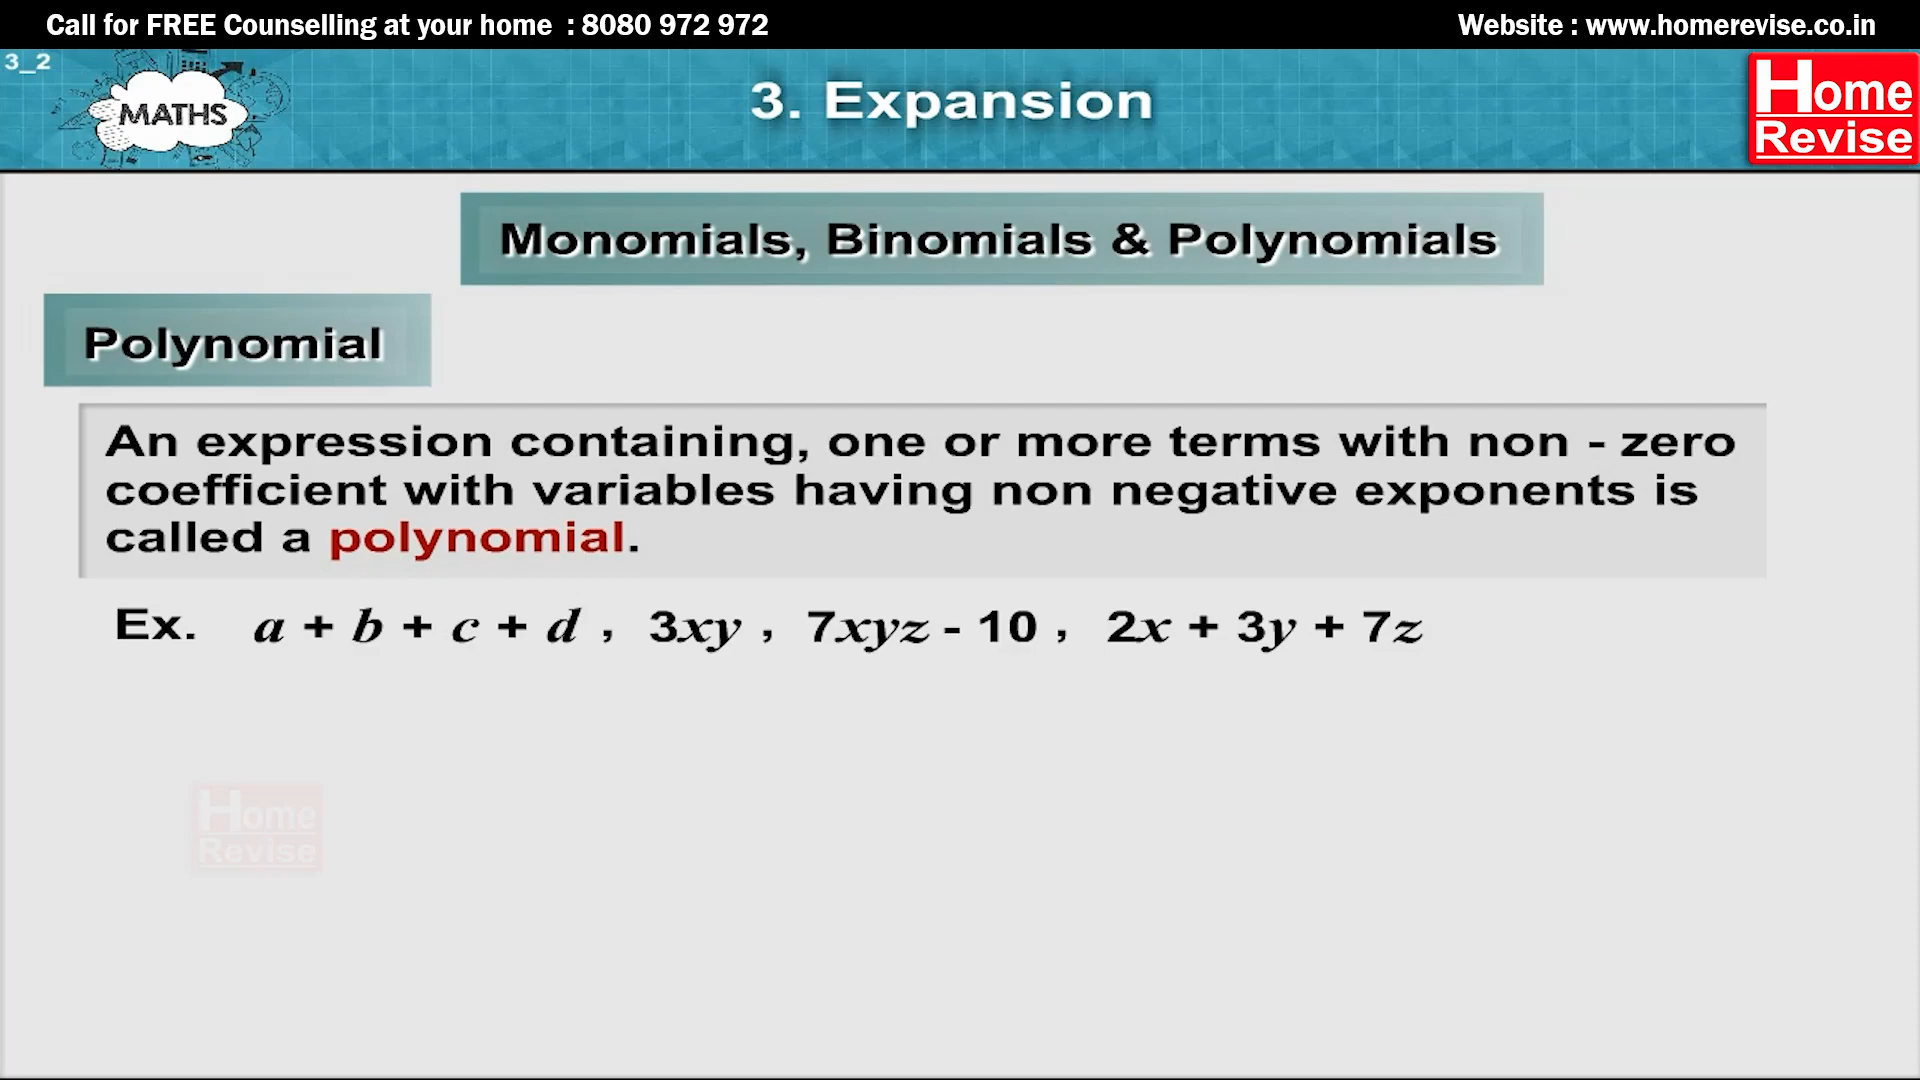 Call for FREE Counselling at your home : 8080 972 972
Website : www.homerevise.co.in
3_2
MATHS
3. Expansion
Home
Revise
Monomials, Binomials & Polynomials
Polynomial
An expression containing, one or more terms with non - zero
coefficient with variables having non negative exponents is
called a polynomial.
Ex. a + b + c + d , 3xy , 7xyz - 10 , 2x + 3y + 7z
Home
Revise